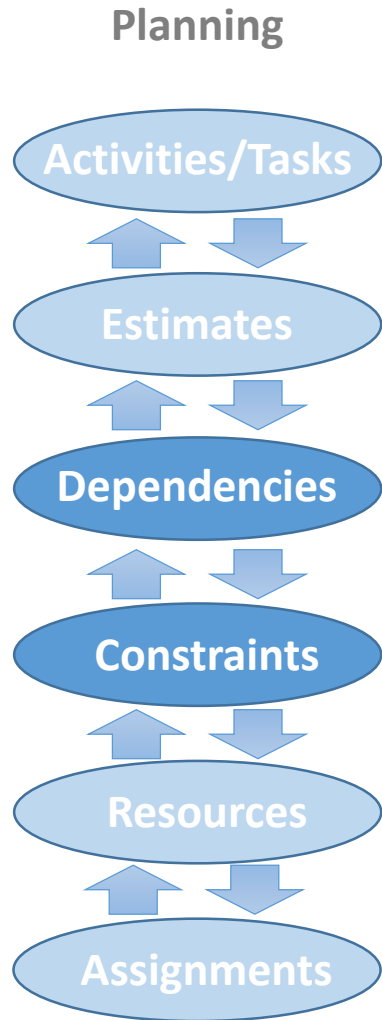 Planning
Activities/Tasks
Estimates
Dependencies
Constraints
Resources
Assignments